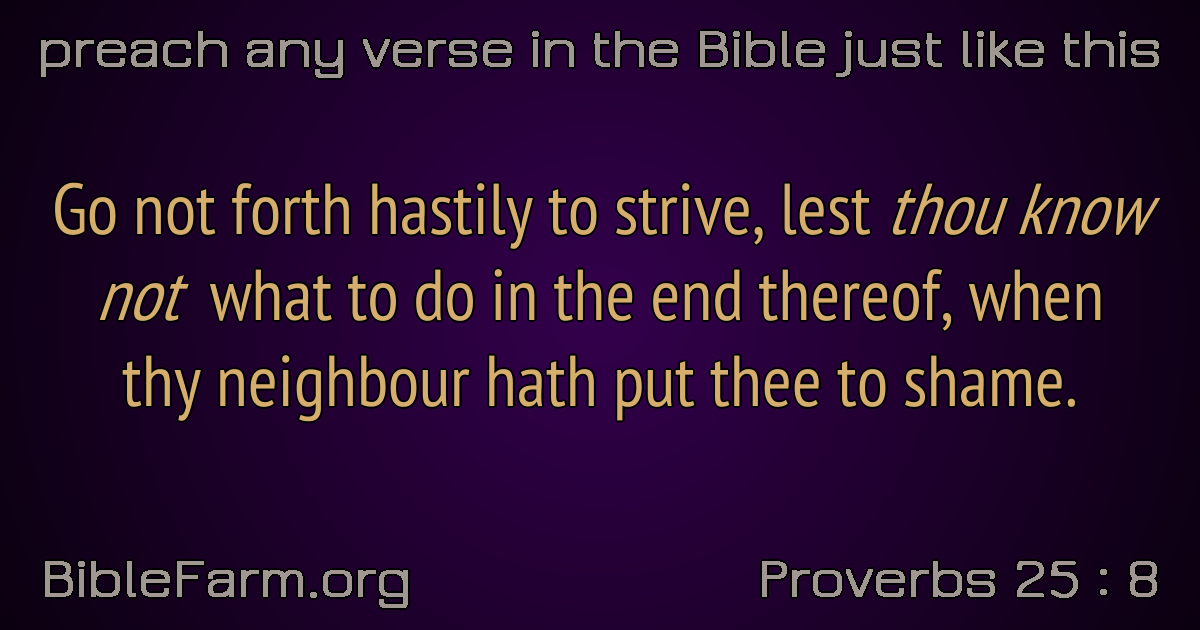 preach any verse in the Bible just like this
Go not forth hastily to strive, lest thou know
not what to do in the end thereof, when
thy neighbour hath put thee to shame.
BibleFarm.org
Proverbs 25 : 8